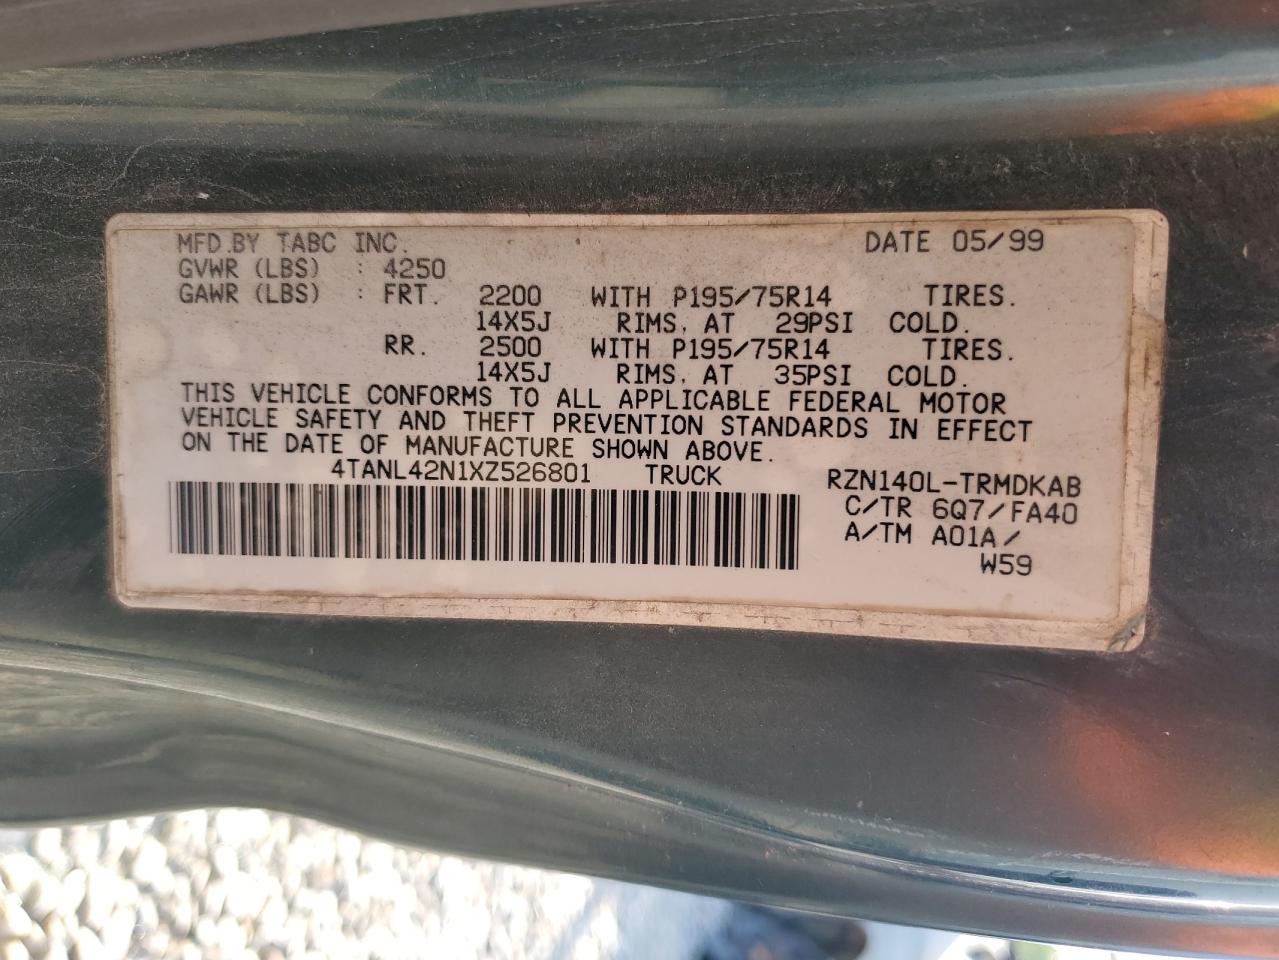 MFD.BY TABC INC. DATE 05/99
GVWR (LBS) : 4250
GAWR (LBS) : FRT. 2200 WITH P195/75R14 TIRES.
14X5J RIMS, AT 29PSI COLD.
RR. 2500 WITH P195/75R14 TIRES.
14X5J RIMS, AT 35PSI COLD.
THIS VEHICLE CONFORMS TO ALL APPLICABLE FEDERAL MOTOR
VEHICLE SAFETY AND THEFT PREVENTION STANDARDS IN EFFECT
ON THE DATE OF MANUFACTURE SHOWN ABOVE.
4TANL42N1XZ526801 TRUCK RZN140L-TRMDKAB
C/TR 6Q7/FA40
A/TM A01A/
W59